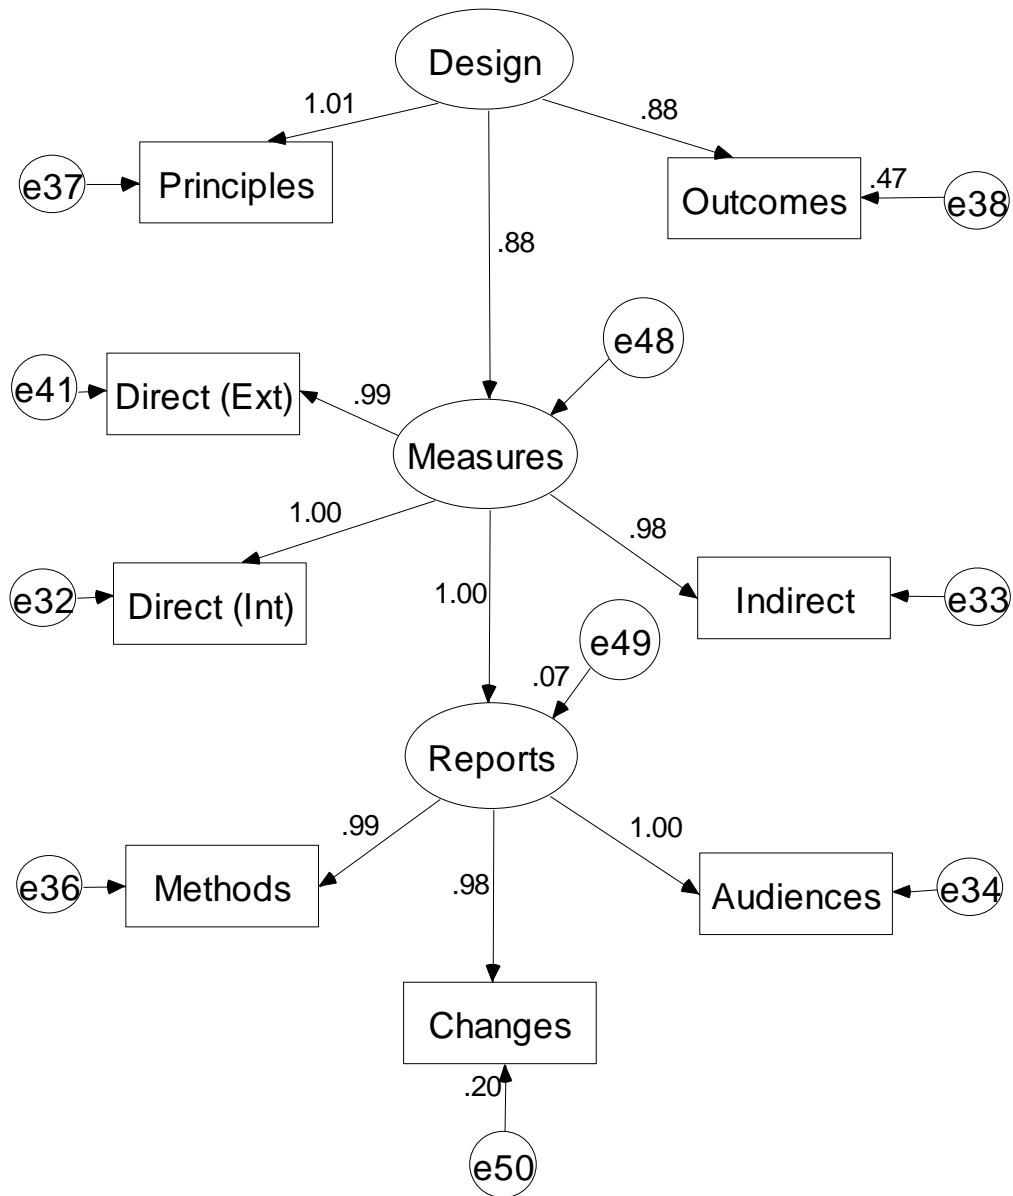 Design
1.01
.88
e37
Principles
Outcomes
.47
e38
.88
e48
e41
Direct (Ext)
.99
Measures
1.00
.98
e32
Direct (Int)
1.00
Indirect
e33
e49
.07
Reports
.99
1.00
e36
Methods
.98
Audiences
e34
Changes
.20
e50